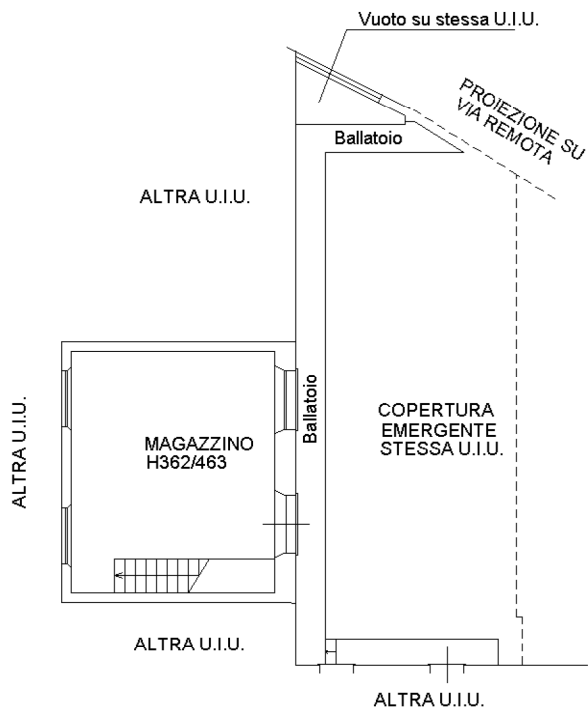 Vuoto su stessa U.I.U.
PROIEZIONE SU
VIA REMOTA
Ballatoio
ALTRA U.I.U.
ALTRA U.I.U.
Ballatoio
COPERTURA
EMERGENTE
STESSA U.I.U.
MAGAZZINO
H362/463
ALTRA U.I.U.
ALTRA U.I.U.